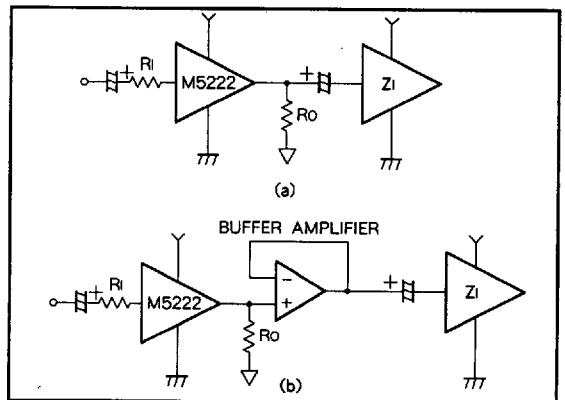 + RI M5222 RO + ZI
(a)
BUFFER AMPLIFIER
+ RI M5222 RO - + + ZI
(b)